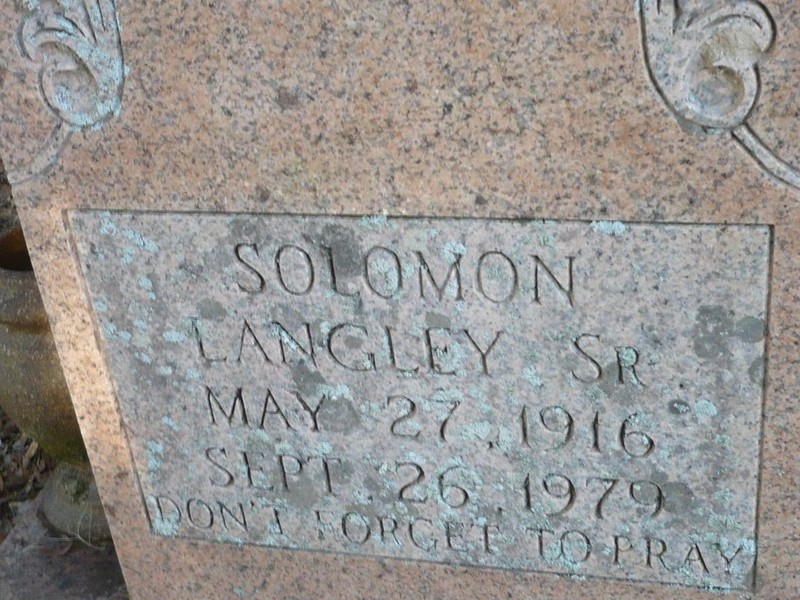 SOLOMON
LANGLEY SR.
MAY 27, 1916
SEPT. 26, 1979
DON'T FORGET TO PRAY